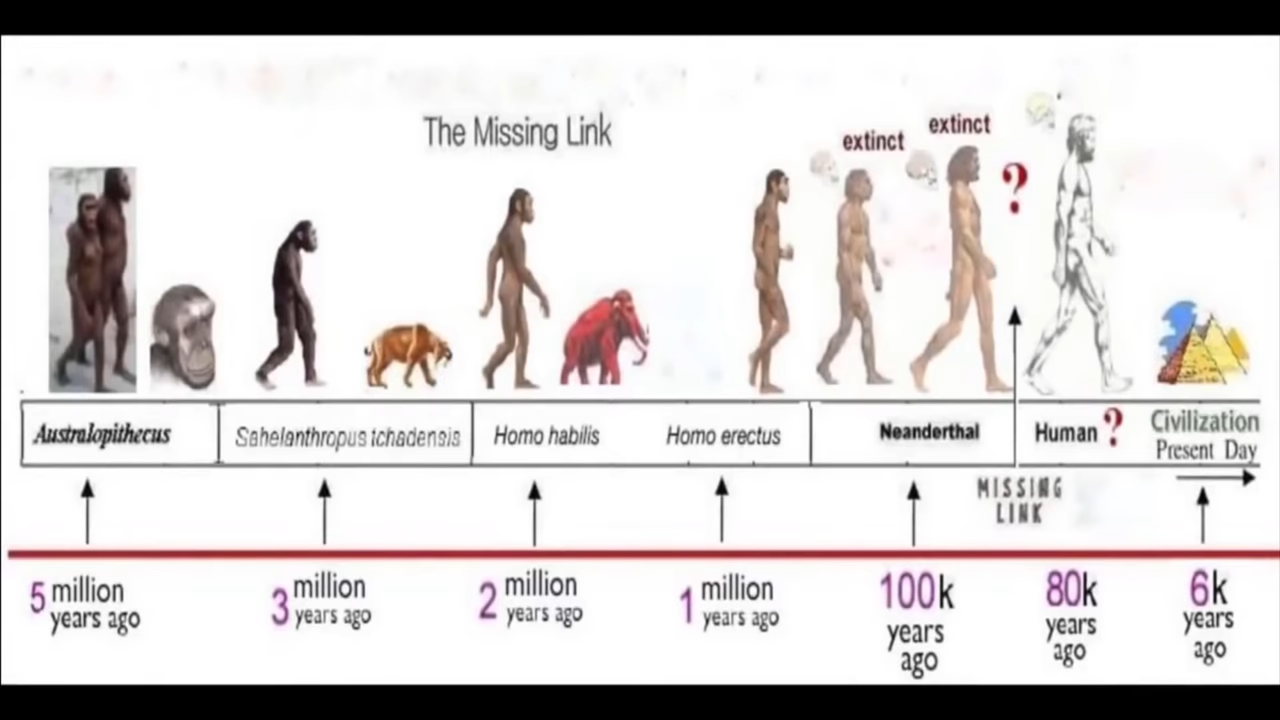 The Missing Link
extinct
extinct
?
Australopithecus
Sahelanthropus tchadensis
Homo habilis
Homo erectus
Neanderthal
Human ?
Civilization
Present Day
MISSING
LINK
5 million
years ago
3 million
years ago
2 million
years ago
1 million
years ago
100k
years
ago
80k
years
ago
6k
years
ago